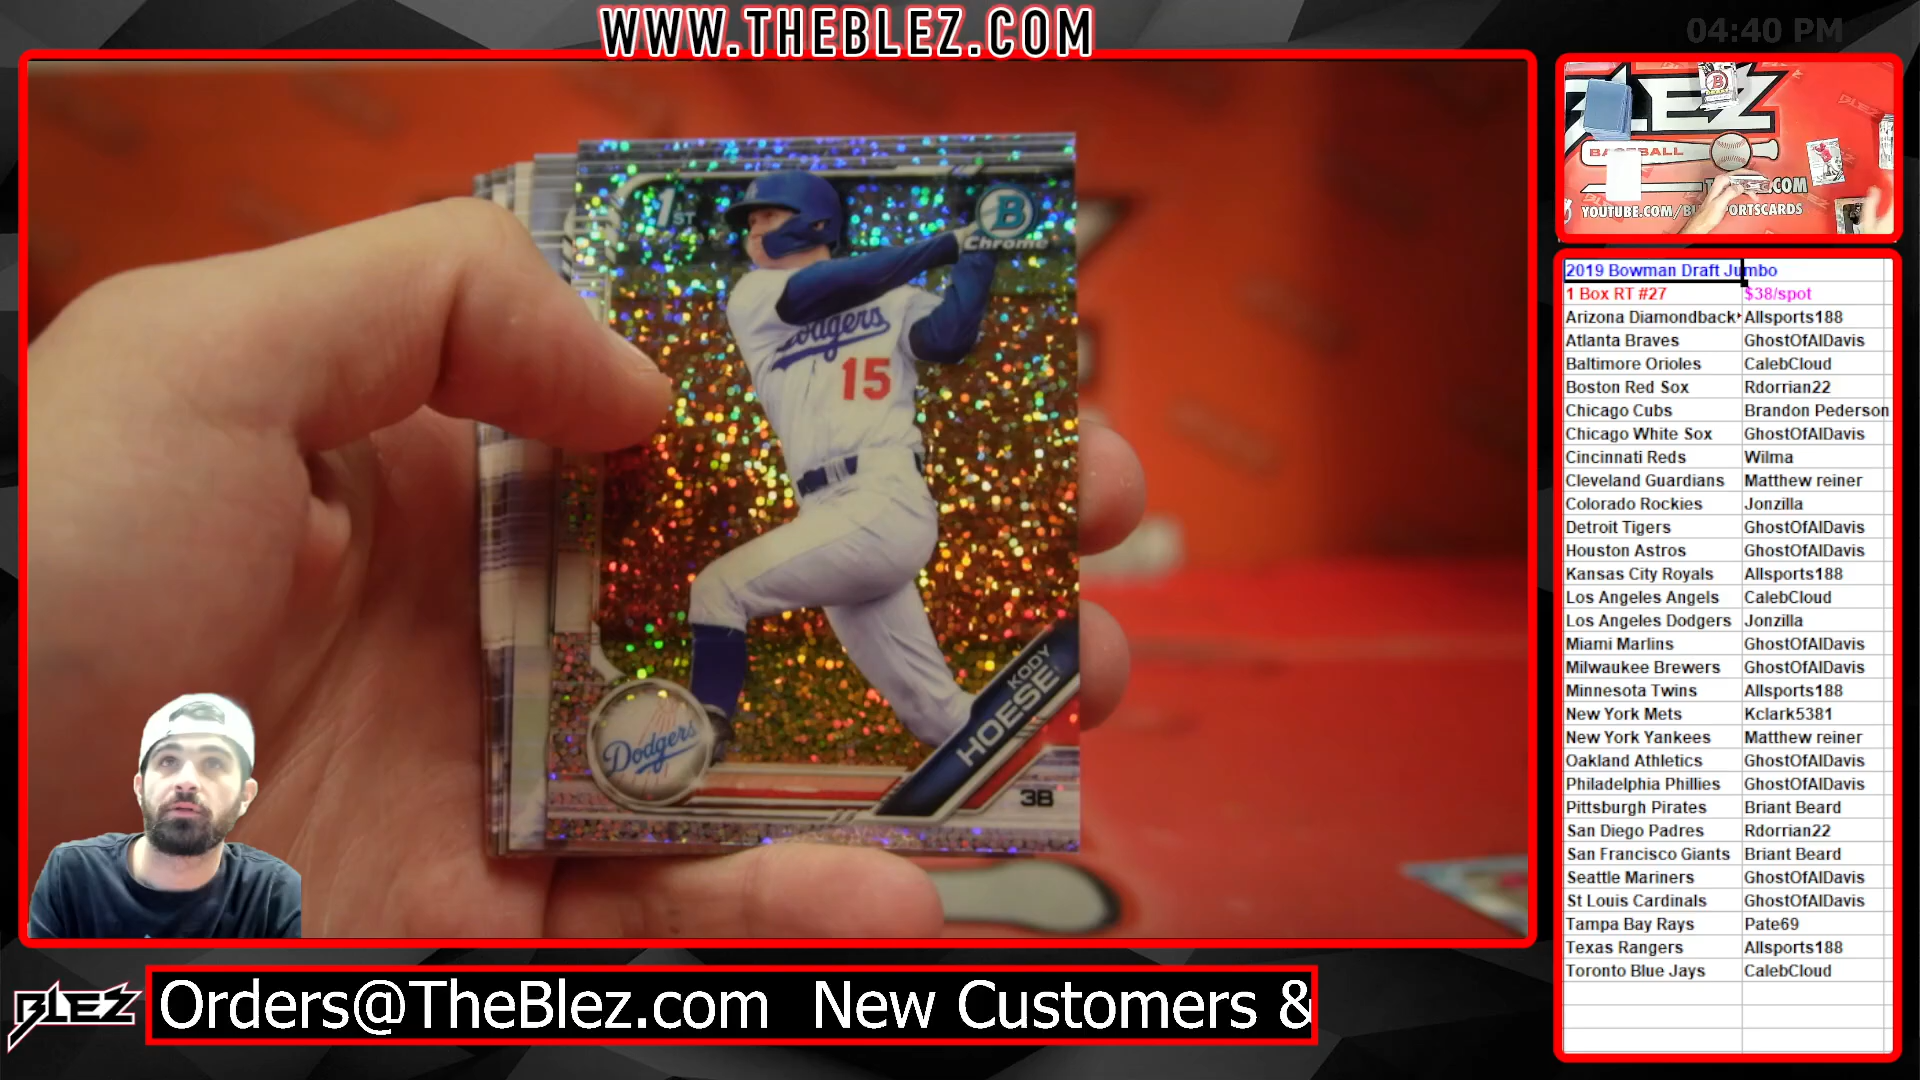 WWW.THEBLEZ.COM
04:40 PM
1ST
B
Chrome
Dodgers
15
KODY
HOESE
Dodgers
3B
BLEZ
BASEBALL
YOUTUBE.COM/BLEZSPORTSCARDS
2019 Bowman Draft Jumbo
1 Box RT #27 $38/spot
Arizona Diamondback Allsports188
Atlanta Braves GhostOfAlDavis
Baltimore Orioles CalebCloud
Boston Red Sox Rdorrian22
Chicago Cubs Brandon Pederson
Chicago White Sox GhostOfAlDavis
Cincinnati Reds Wilma
Cleveland Guardians Matthew reiner
Colorado Rockies Jonzilla
Detroit Tigers GhostOfAlDavis
Houston Astros GhostOfAlDavis
Kansas City Royals Allsports188
Los Angeles Angels CalebCloud
Los Angeles Dodgers Jonzilla
Miami Marlins GhostOfAlDavis
Milwaukee Brewers GhostOfAlDavis
Minnesota Twins Allsports188
New York Mets Kclark5381
New York Yankees Matthew reiner
Oakland Athletics GhostOfAlDavis
Philadelphia Phillies GhostOfAlDavis
Pittsburgh Pirates Briant Beard
San Diego Padres Rdorrian22
San Francisco Giants Briant Beard
Seattle Mariners GhostOfAlDavis
St Louis Cardinals GhostOfAlDavis
Tampa Bay Rays Pate69
Texas Rangers Allsports188
Toronto Blue Jays CalebCloud
BLEZ
Orders@TheBlez.com New Customers &